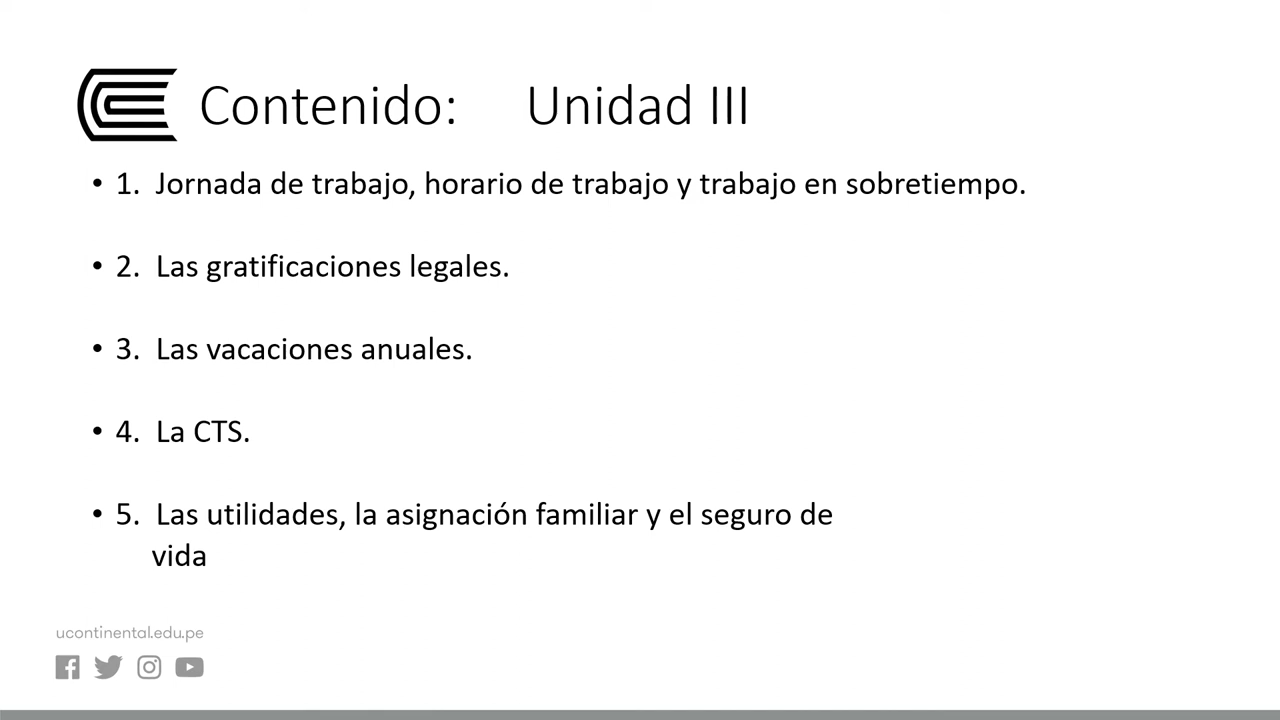 Contenido: Unidad III
• 1. Jornada de trabajo, horario de trabajo y trabajo en sobretiempo.
• 2. Las gratificaciones legales.
• 3. Las vacaciones anuales.
• 4. La CTS.
• 5. Las utilidades, la asignación familiar y el seguro de
vida
ucontinental.edu.pe